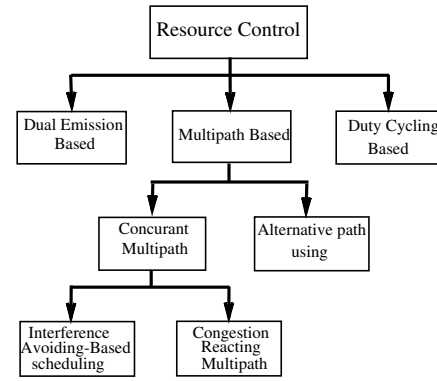 Resource Control
Dual Emission
Based
Multipath Based
Duty Cycling
Based
Concurant
Multipath
Alternative path
using
Interference
Avoiding-Based
scheduling
Congestion
Reacting
Multipath